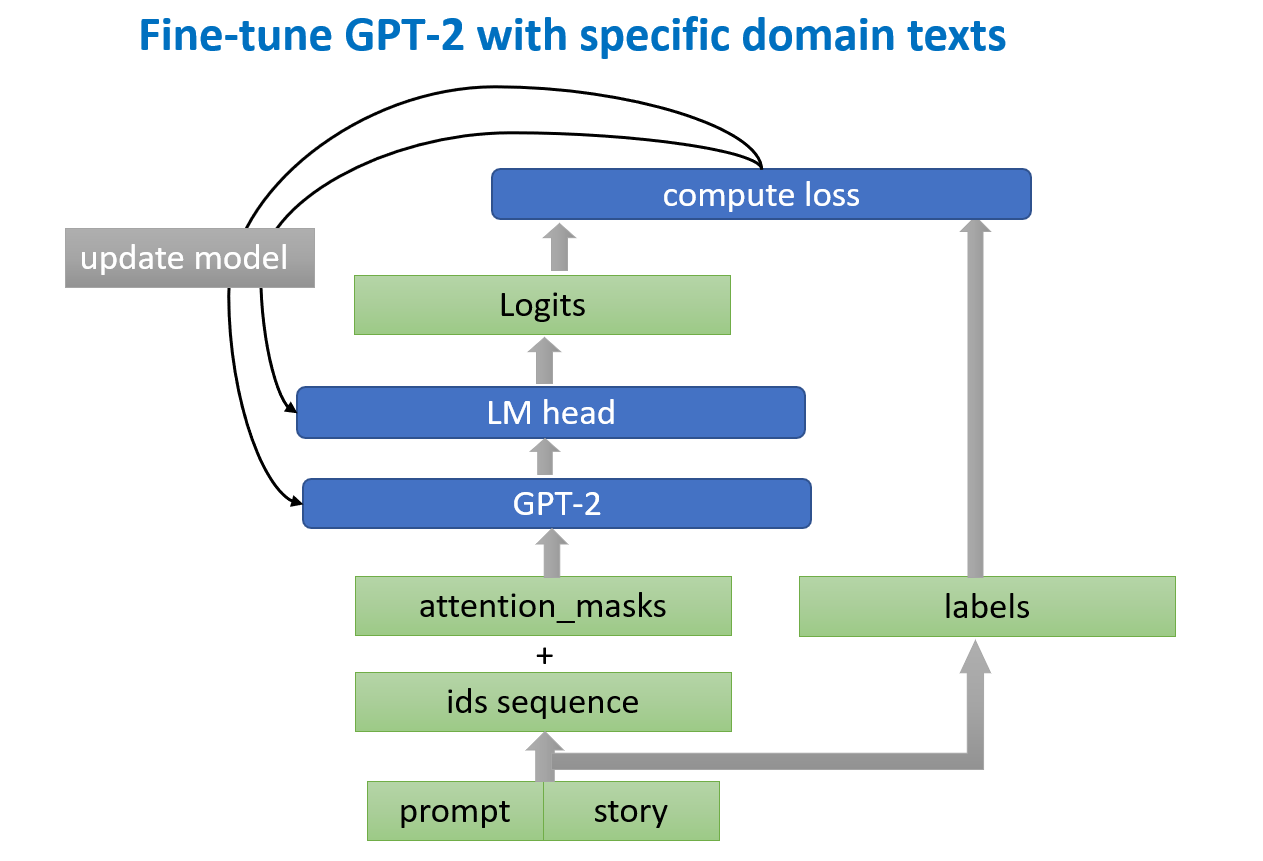 Fine-tune GPT-2 with specific domain texts
compute loss
update model
Logits
LM head
GPT-2
attention_masks
labels
+
ids sequence
prompt
story